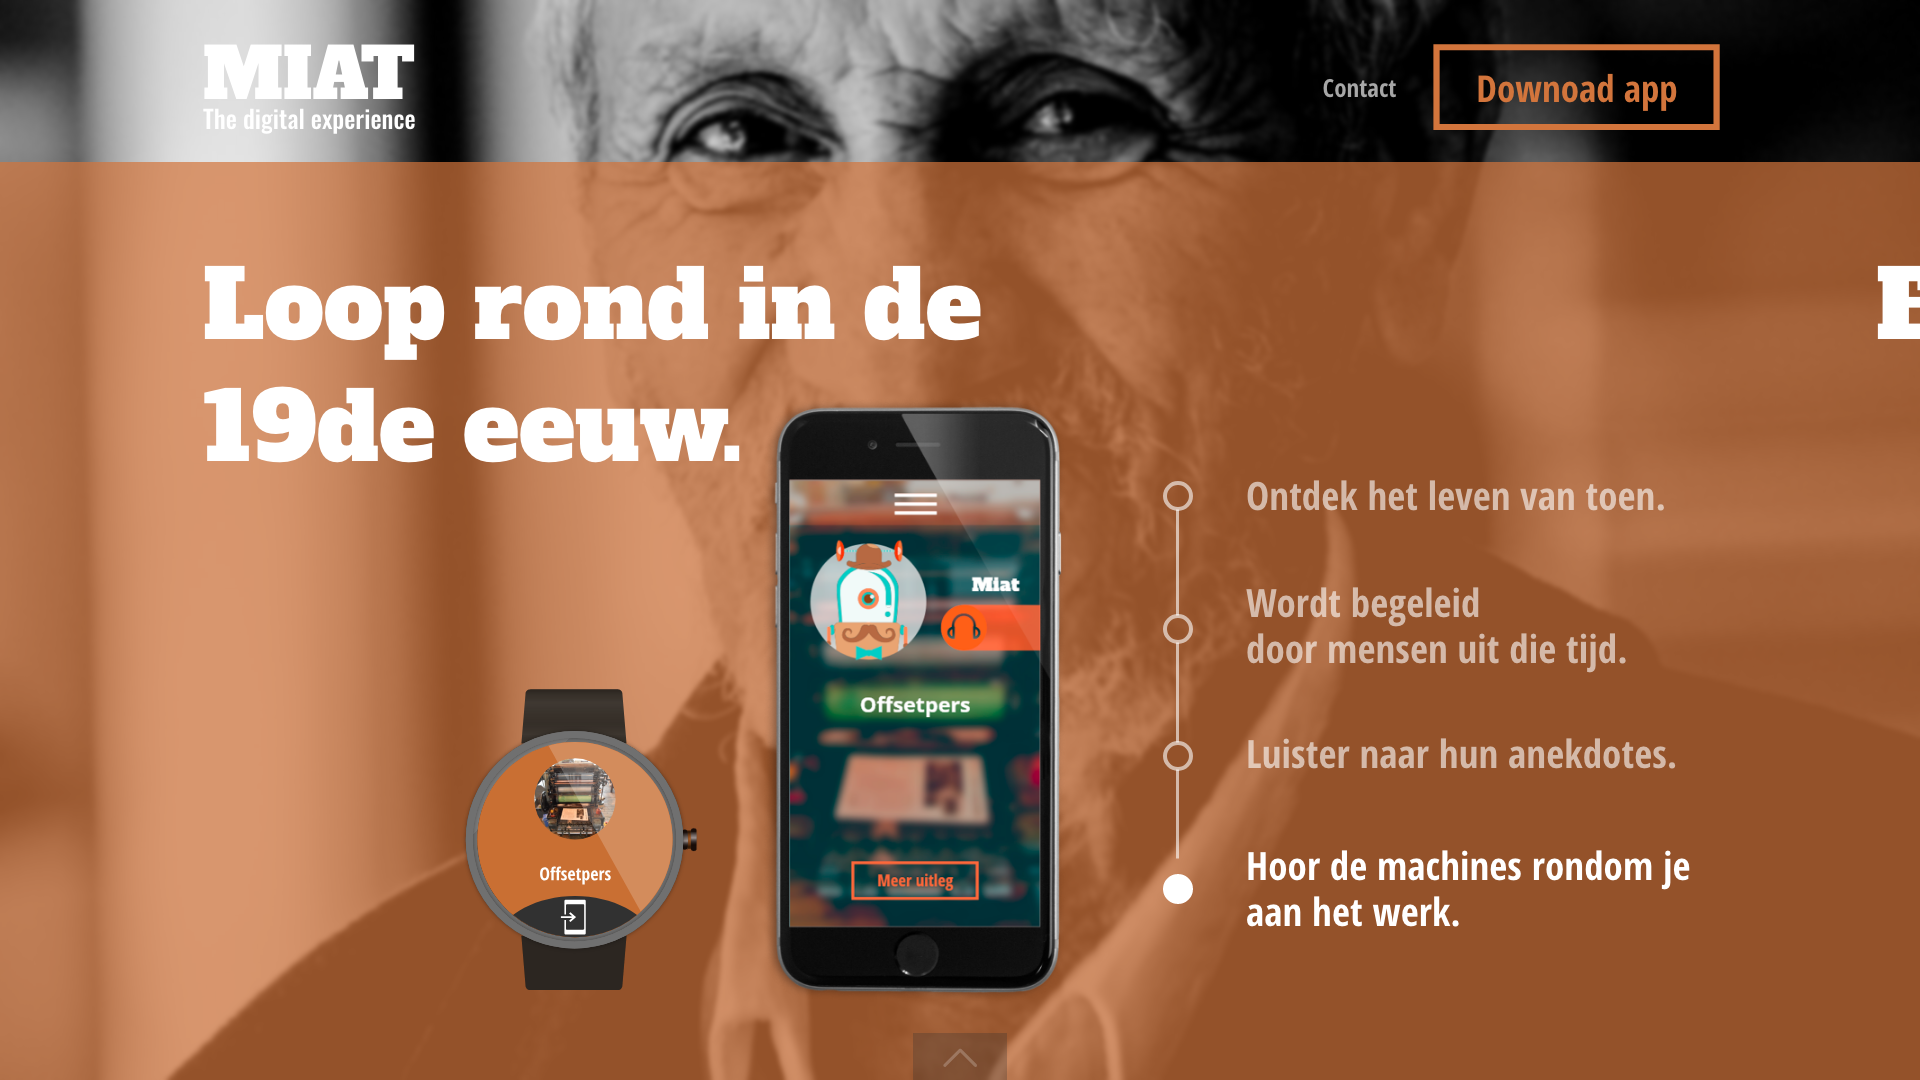 MIAT
The digital experience
Contact
Downoad app
Loop rond in de
19de eeuw.
Miat
Offsetpers
Meer uitleg
Offsetpers
Ontdek het leven van toen.
Wordt begeleid
door mensen uit die tijd.
Luister naar hun anekdotes.
Hoor de machines rondom je
aan het werk.